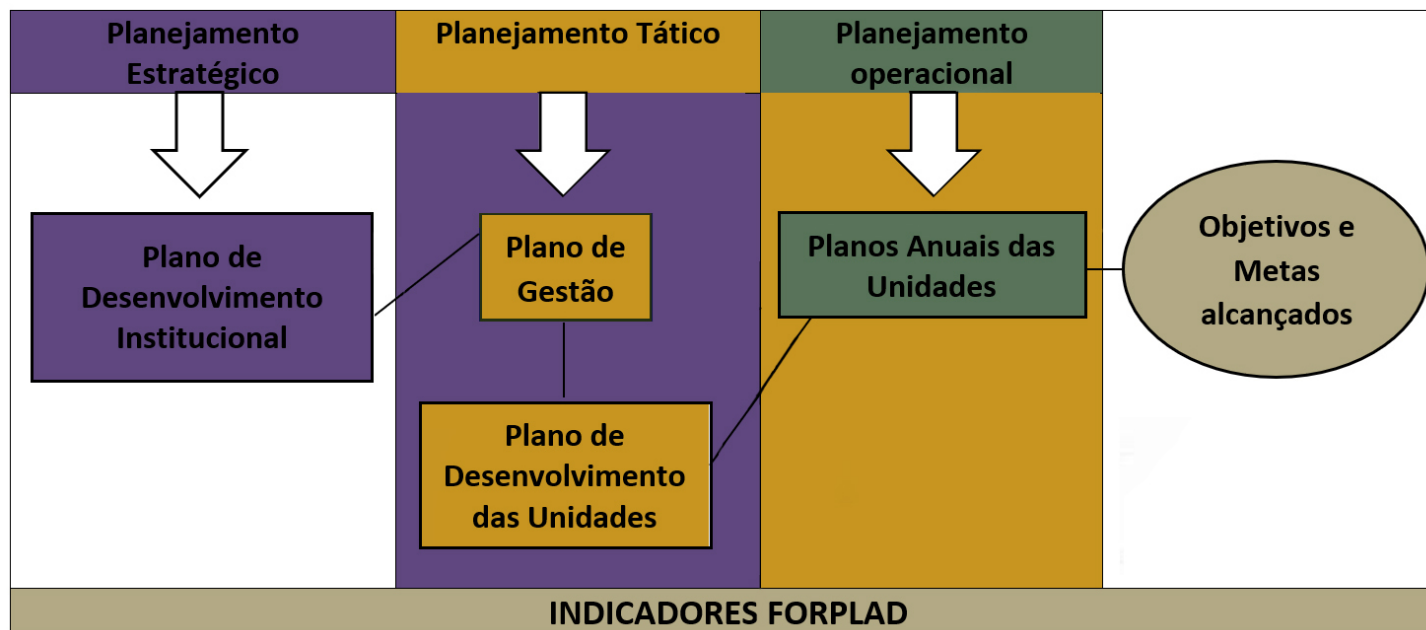 Planejamento
Estratégico
Planejamento Tático
Planejamento
operacional
Plano de
Desenvolvimento
Institucional
Plano de
Gestão
Plano de
Desenvolvimento
das Unidades
Planos Anuais das
Unidades
Objetivos e
Metas
alcançados
INDICADORES FORPLAD